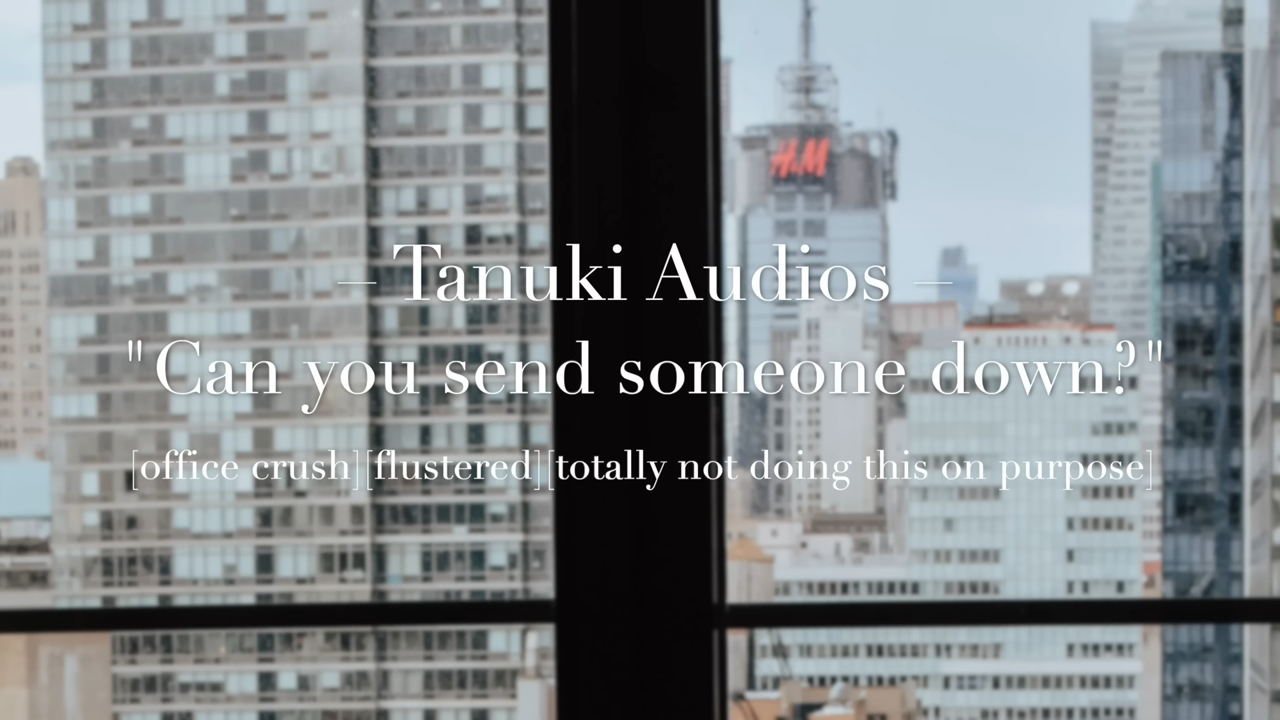 H&M
— Tanuki Audios —
"Can you send someone down?"
[office crush][flustered][totally not doing this on purpose]